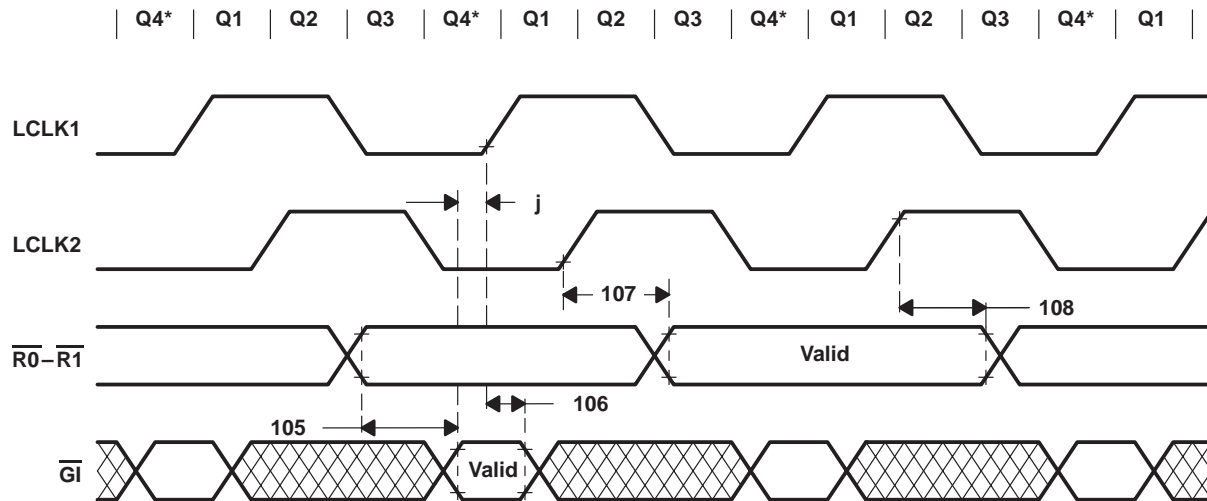 Q4* Q1 Q2 Q3 Q4* Q1 Q2 Q3 Q4* Q1 Q2 Q3 Q4* Q1
LCLK1
j
LCLK2
107
108
R0–R1
Valid
106
105
GI
Valid